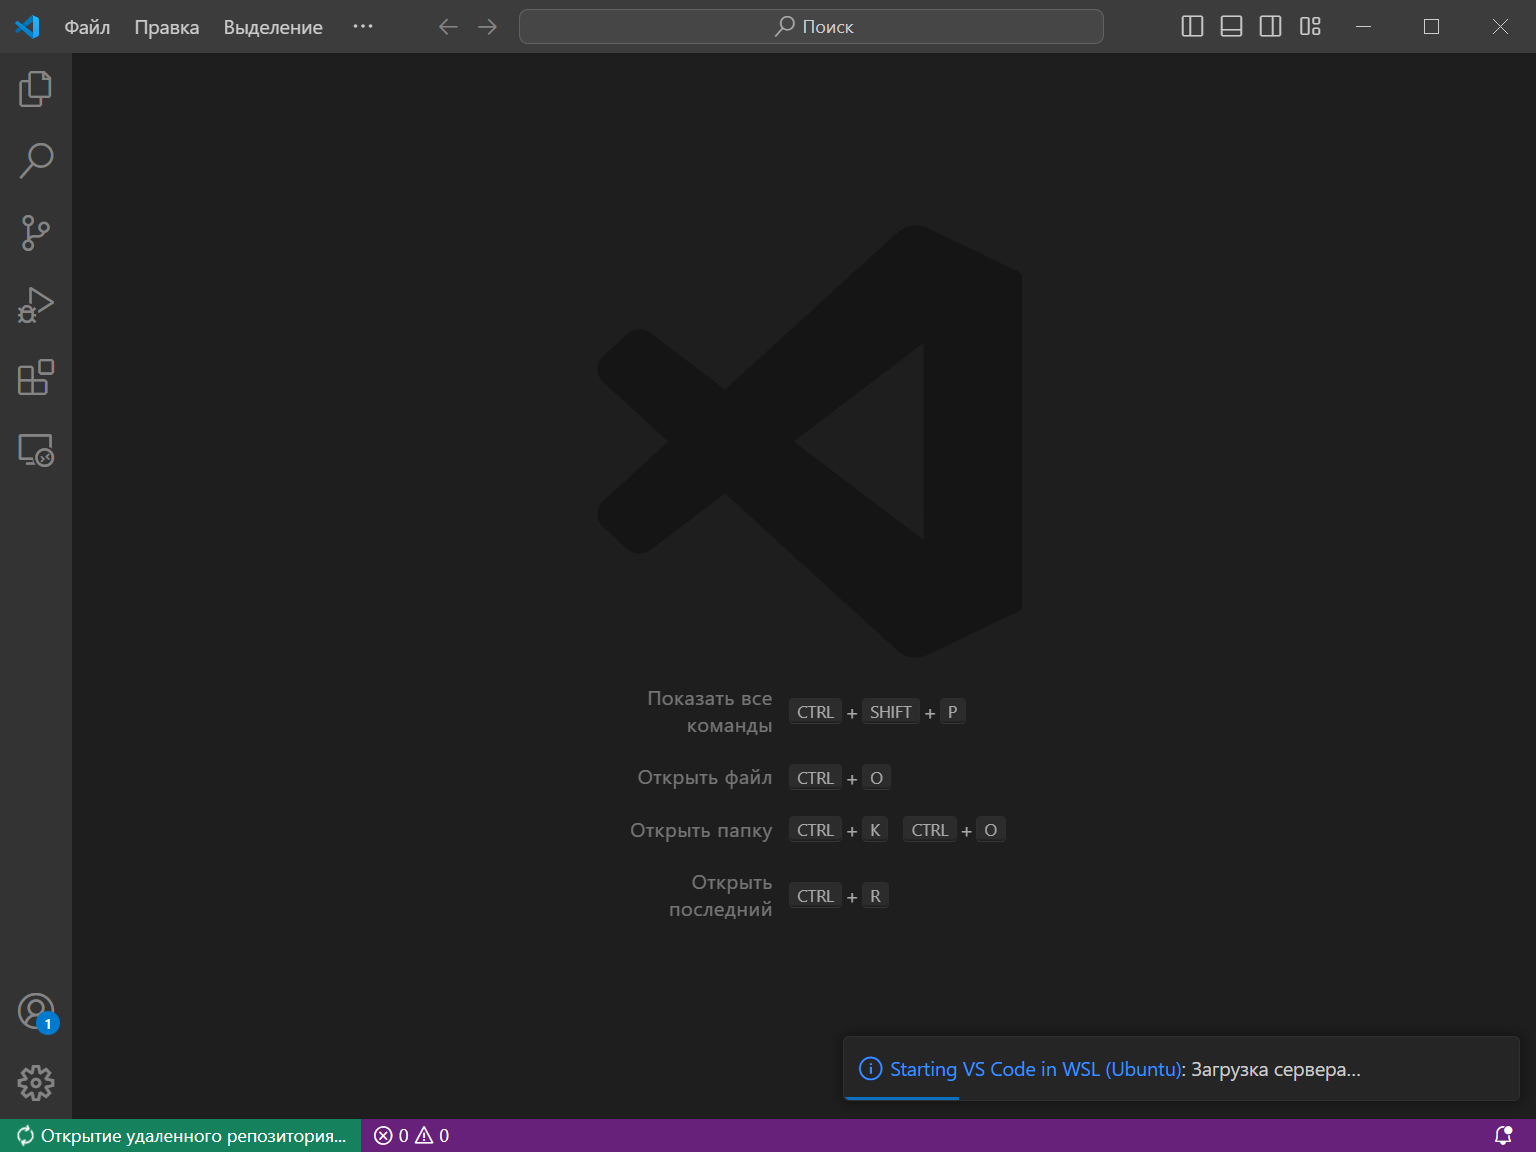 Файл Правка Выделение ···
Поиск
Показать все
команды
CTRL + SHIFT + P
Открыть файл
CTRL + O
Открыть папку
CTRL + K CTRL + O
Открыть
последний
CTRL + R
1
Starting VS Code in WSL (Ubuntu): Загрузка сервера...
Открытие удаленного репозитория... 0 0